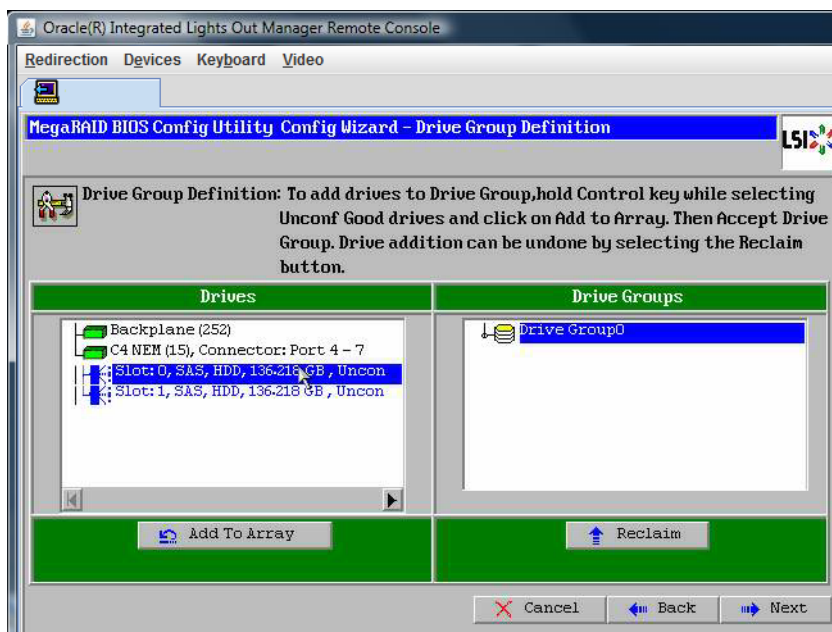 Oracle(R) Integrated Lights Out Manager Remote Console
Redirection Devices Keyboard Video
MegaRAID BIOS Config Utility Config Wizard - Drive Group Definition
LSI
Drive Group Definition: To add drives to Drive Group,hold Control key while selecting
Unconf Good drives and click on Add to Array. Then Accept Drive
Group. Drive addition can be undone by selecting the Reclaim
button.
Drives
Drive Groups
Backplane (252)
C4 NEM (15), Connector: Port 4 - 7
Slot: 0, SAS, HDD, 136.218 GB, Uncon
Slot: 1, SAS, HDD, 136.218 GB, Uncon
Drive Group0
Add To Array
Reclaim
Cancel
Back
Next